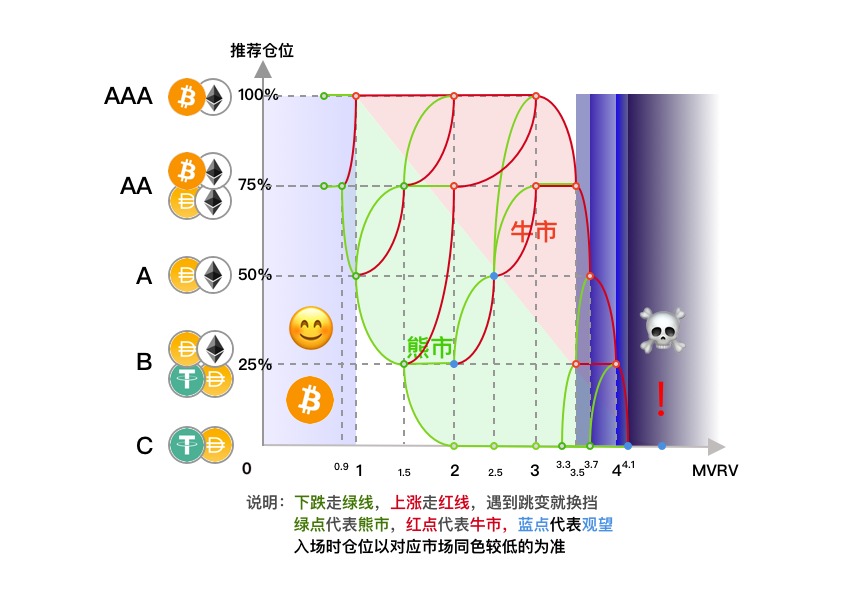 推荐仓位
AAA
100%
AA
75%
A
50%
牛市
B
熊市
25%
C
0
0.9
1
1.5
2
2.5
3
3.3
3.5
3.7
4
4.1
MVRV
说明：下跌走绿线，上涨走红线，遇到跳变就换挡
绿点代表熊市，红点代表牛市，蓝点代表观望
入场时仓位以对应市场同色较低的为准